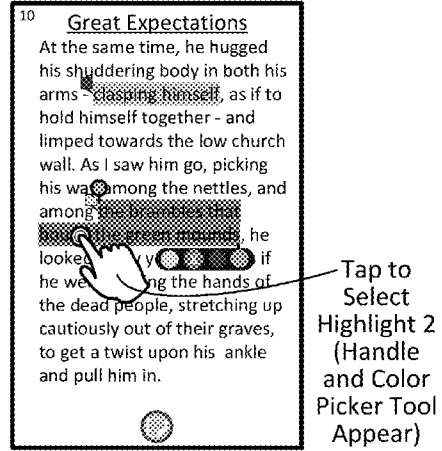 10
Great Expectations
At the same time, he hugged
his shuddering body in both his
arms - clasping himself, as if to
hold himself together - and
limped towards the low church
wall. As I saw him go, picking
his way among the nettles, and
among the brambles that
bound the green mounds, he
looked y if
he we ng the hands of
the dead people, stretching up
cautiously out of their graves,
to get a twist upon his ankle
and pull him in.
Tap to
Select
Highlight 2
(Handle
and Color
Picker Tool
Appear)